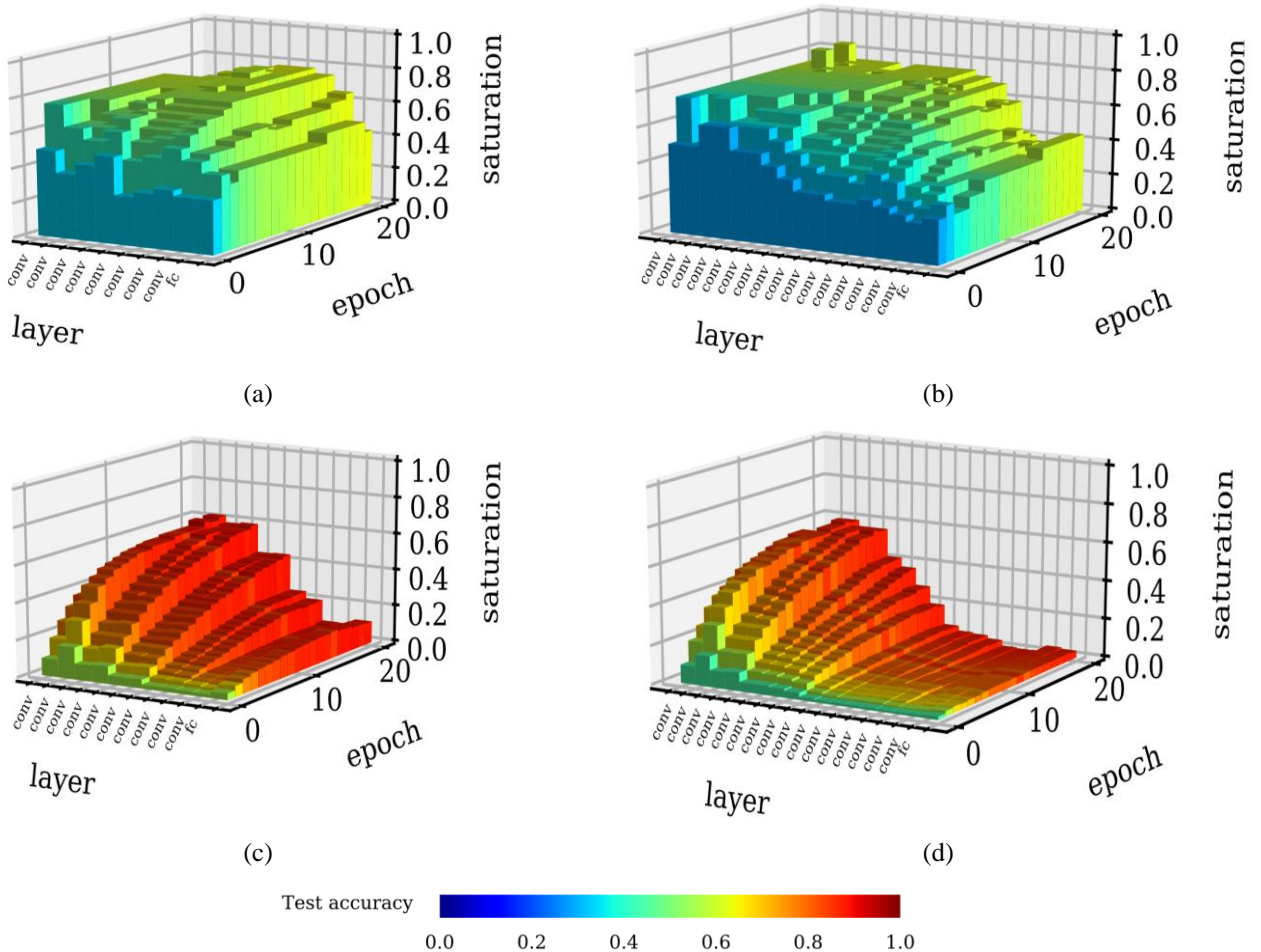 1.0
0.8
0.6
0.4
0.2
0.0
saturation
conv
conv
conv
conv
conv
conv
conv
conv
fc
0
10
20
epoch
layer
(a)
1.0
0.8
0.6
0.4
0.2
0.0
saturation
conv
conv
conv
conv
conv
conv
conv
conv
conv
conv
conv
conv
conv
fc
0
10
20
epoch
layer
(b)
1.0
0.8
0.6
0.4
0.2
0.0
saturation
conv
conv
conv
conv
conv
conv
conv
conv
fc
0
10
20
epoch
layer
(c)
1.0
0.8
0.6
0.4
0.2
0.0
saturation
conv
conv
conv
conv
conv
conv
conv
conv
conv
conv
conv
conv
conv
fc
0
10
20
epoch
layer
(d)
Test accuracy
0.0 0.2 0.4 0.6 0.8 1.0